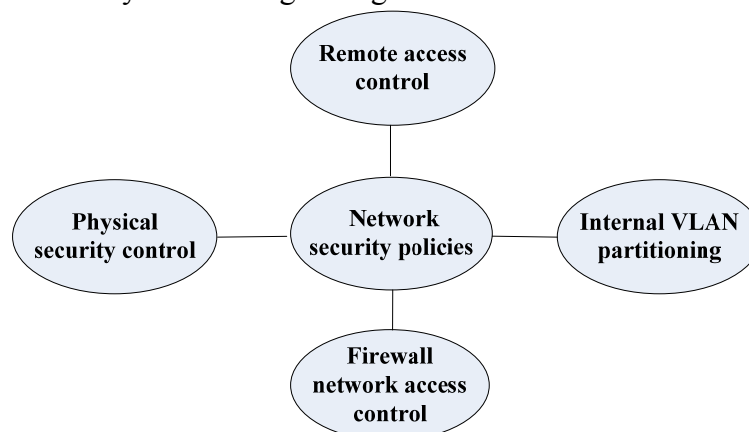 Remote access
control
Physical
security control
Network
security policies
Internal VLAN
partitioning
Firewall
network access
control